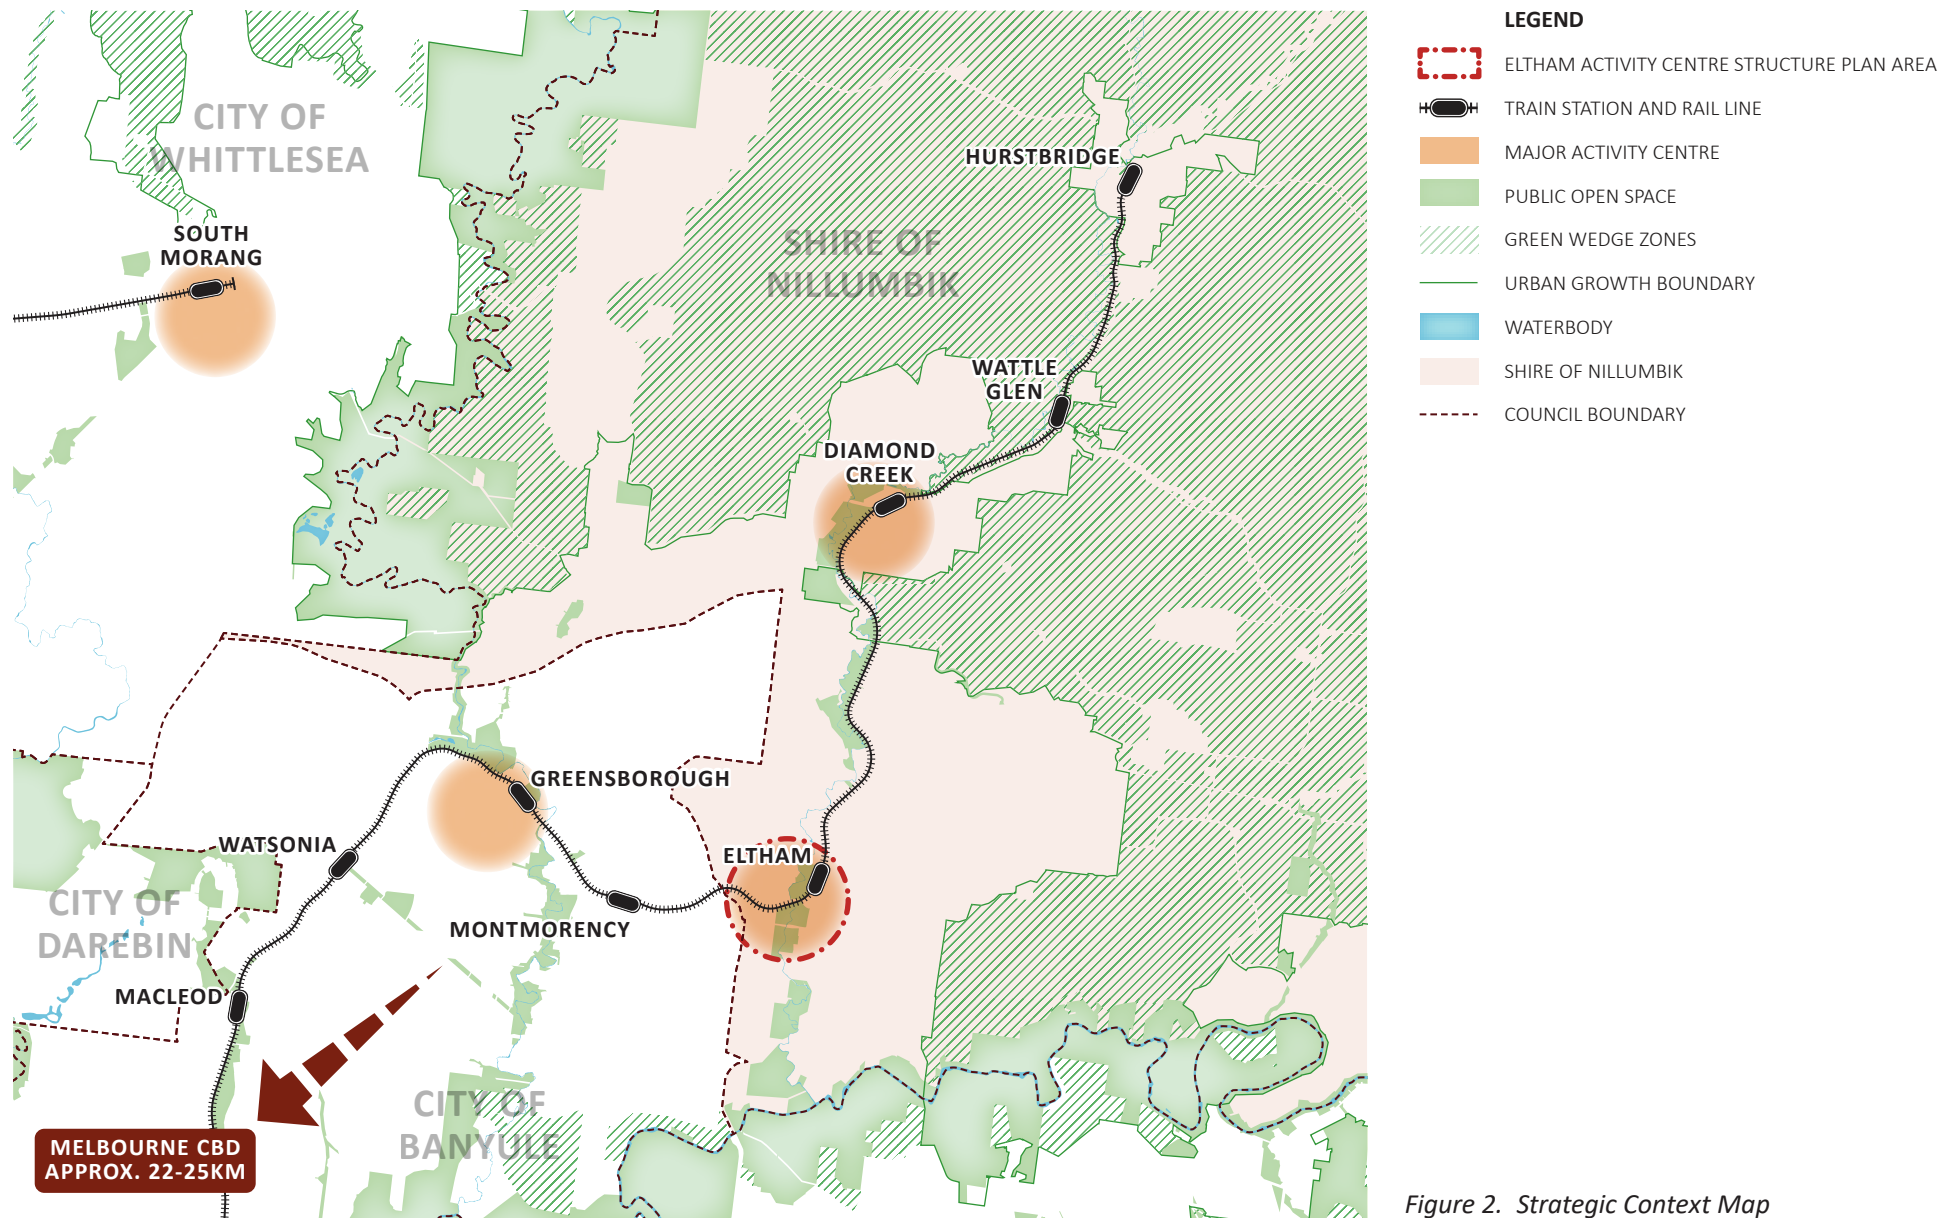 CITY OF
WHITTLESEA
SOUTH
MORANG
HURSTBRIDGE
SHIRE OF
NILLUMBIK
WATTLE
GLEN
DIAMOND
CREEK
GREENSBOROUGH
WATSONIA
ELTHAM
CITY OF
DAREBIN
MONTMORENCY
MACLEOD
CITY OF
BANYULE
MELBOURNE CBD
APPROX. 22-25KM
LEGEND
ELTHAM ACTIVITY CENTRE STRUCTURE PLAN AREA
TRAIN STATION AND RAIL LINE
MAJOR ACTIVITY CENTRE
PUBLIC OPEN SPACE
GREEN WEDGE ZONES
URBAN GROWTH BOUNDARY
WATERBODY
SHIRE OF NILLUMBIK
COUNCIL BOUNDARY
Figure 2. Strategic Context Map